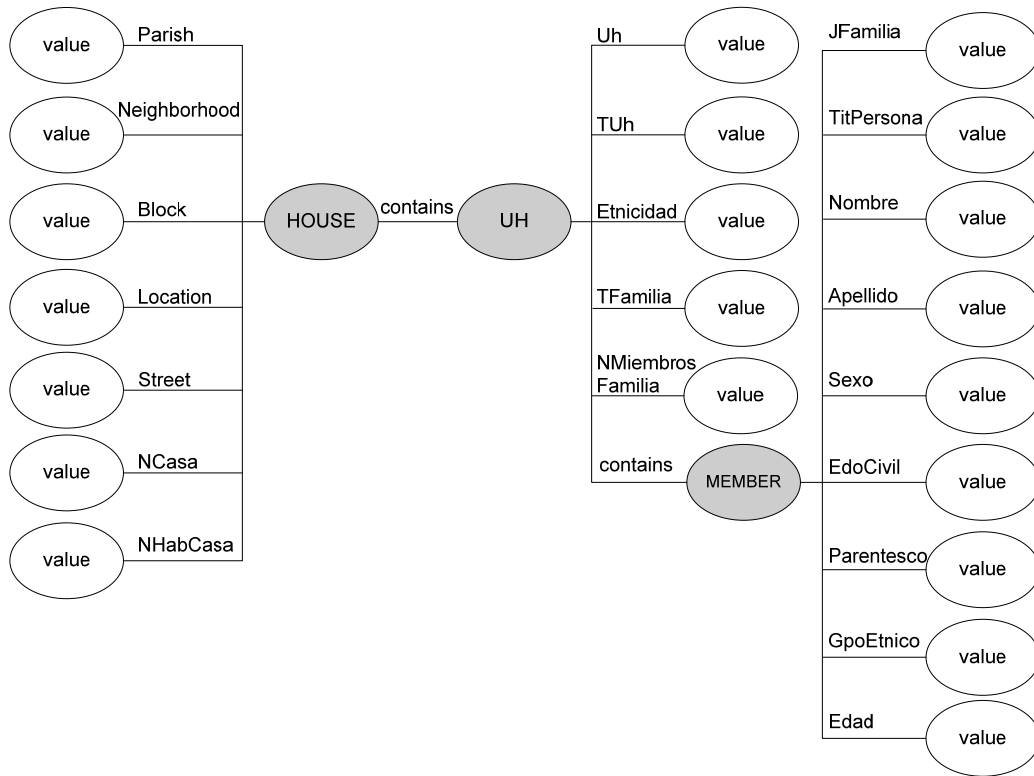 value Parish
value Neighborhood
value Block
value Location
value Street
value NCasa
value NHabCasa
HOUSE
contains
UH
Uh value
TUh value
Etnicidad value
TFamilia value
NMiembros
Familia value
contains MEMBER
JFamilia value
TitPersona value
Nombre value
Apellido value
Sexo value
EdoCivil value
Parentesco value
GpoEtnico value
Edad value